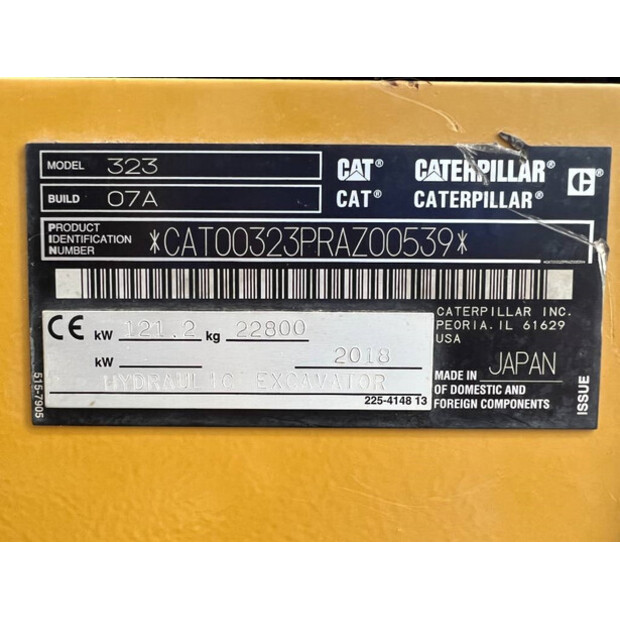 MODEL 323 CAT® CATERPILLAR®
BUILD 07A CAT® CATERPILLAR®
PRODUCT IDENTIFICATION NUMBER *CAT00323PRAZ00539*
CATERPILLAR INC.
PEORIA, IL 61629
USA
CE kW 121.2 kg 22800
kW 2018
HYDRAULIC EXCAVATOR
225-4148 13
MADE IN JAPAN
OF DOMESTIC AND
FOREIGN COMPONENTS
515-7905
ISSUE